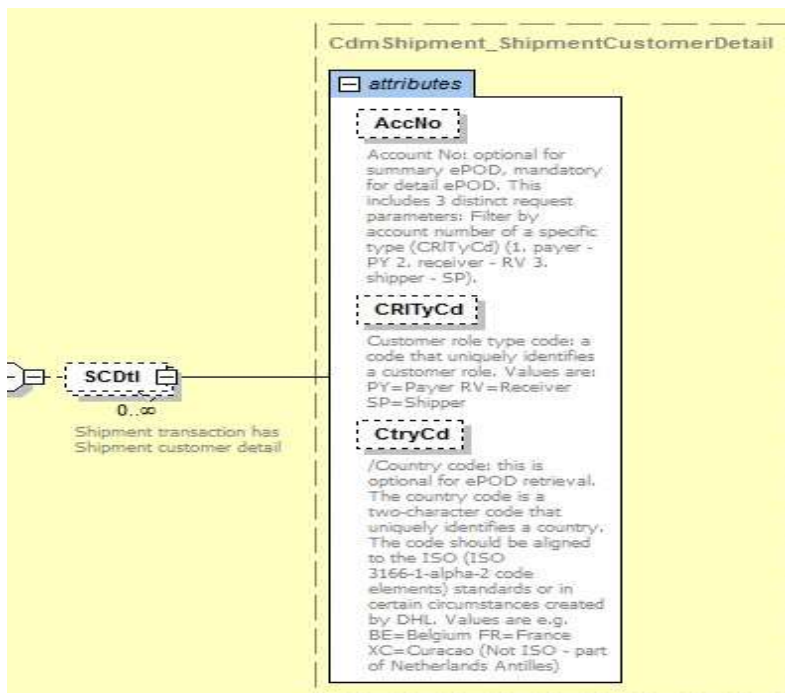 CdmShipment_ShipmentCustomerDetail
attributes
AccNo
Account No: optional for
summary ePOD, mandatory
for detail ePOD. This
includes 3 distinct request
parameters: Filter by
account number of a specific
type (CRlTyCd) (1. payer -
PY 2. receiver - RV 3.
shipper - SP).
CRlTyCd
Customer role type code: a
code that uniquely identifies
a customer role. Values are:
PY=Payer RV=Receiver
SP=Shipper
SCDtl
0..∞
Shipment transaction has
Shipment customer detail
CtryCd
/Country code: this is
optional for ePOD retrieval.
The country code is a
two-character code that
uniquely identifies a country.
The code should be aligned
to the ISO (ISO
3166-1-alpha-2 code
elements) standards or in
certain circumstances created
by DHL. Values are e.g.
BE=Belgium FR=France
XC=Curacao (Not ISO - part
of Netherlands Antilles)